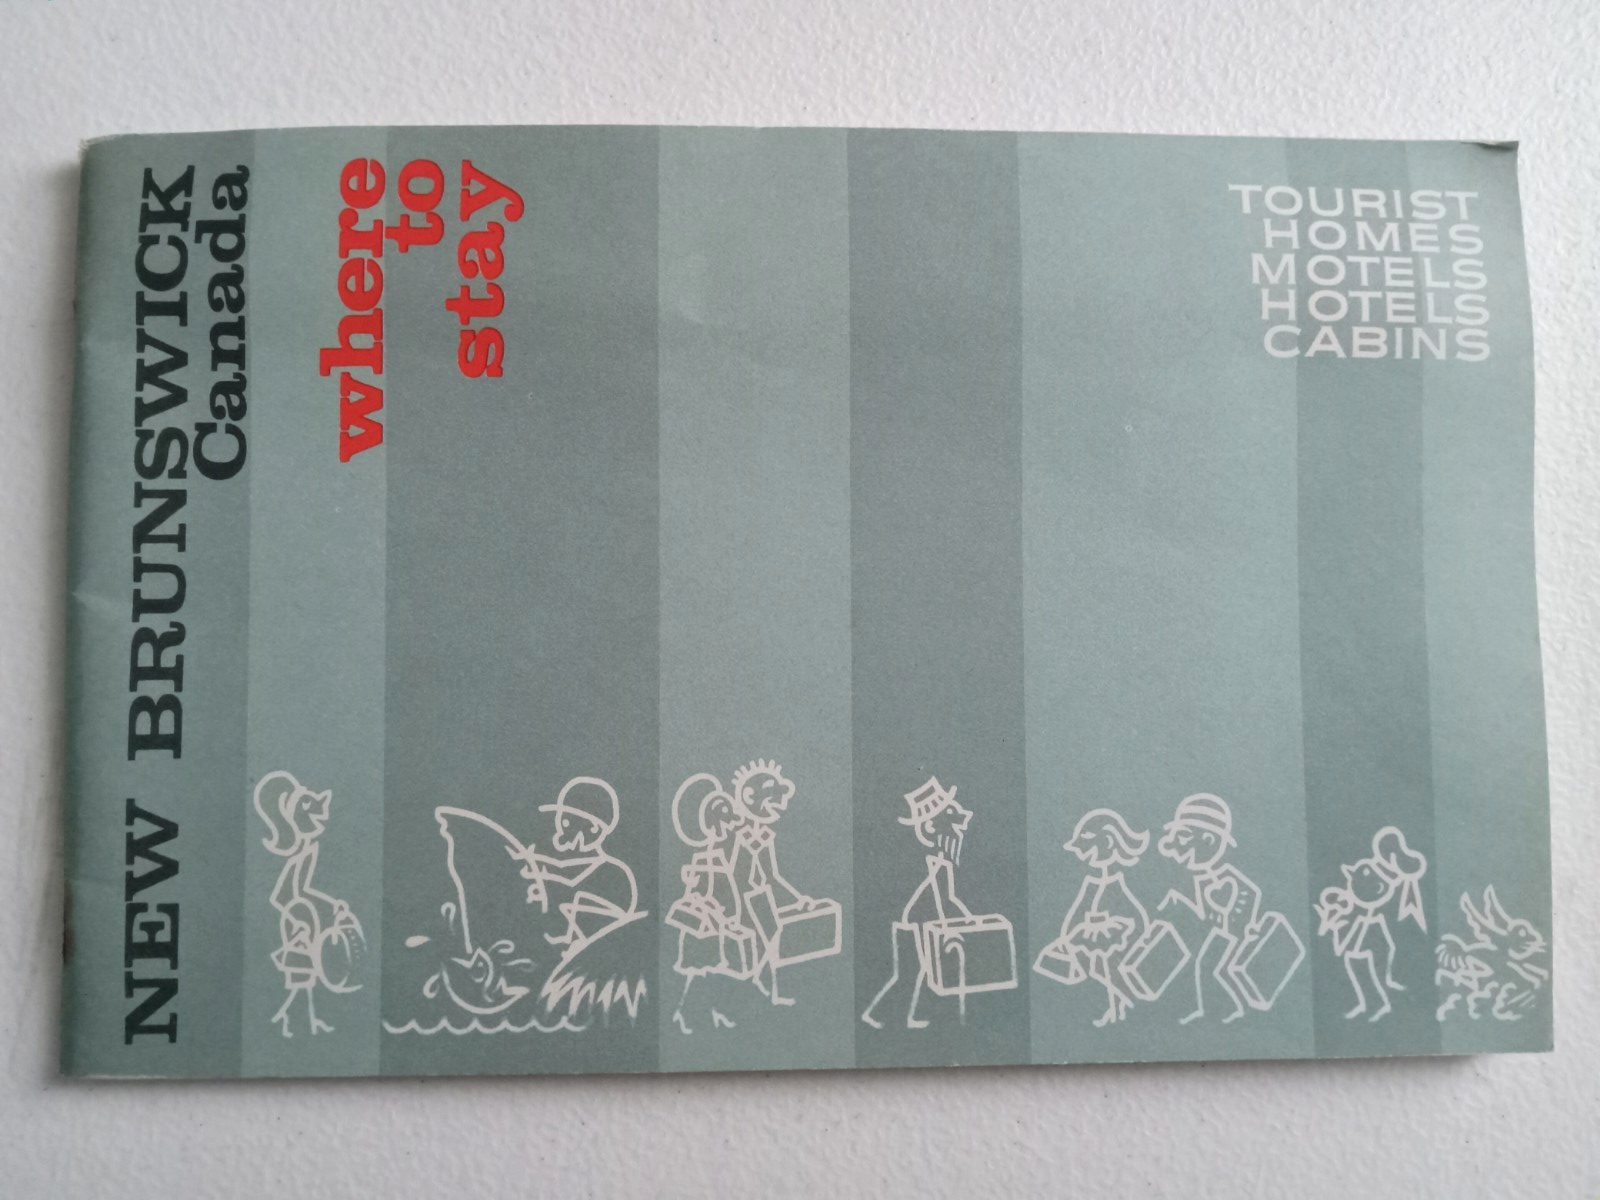 NEW BRUNSWICK
Canada
where
to
stay
TOURIST
HOMES
MOTELS
HOTELS
CABINS